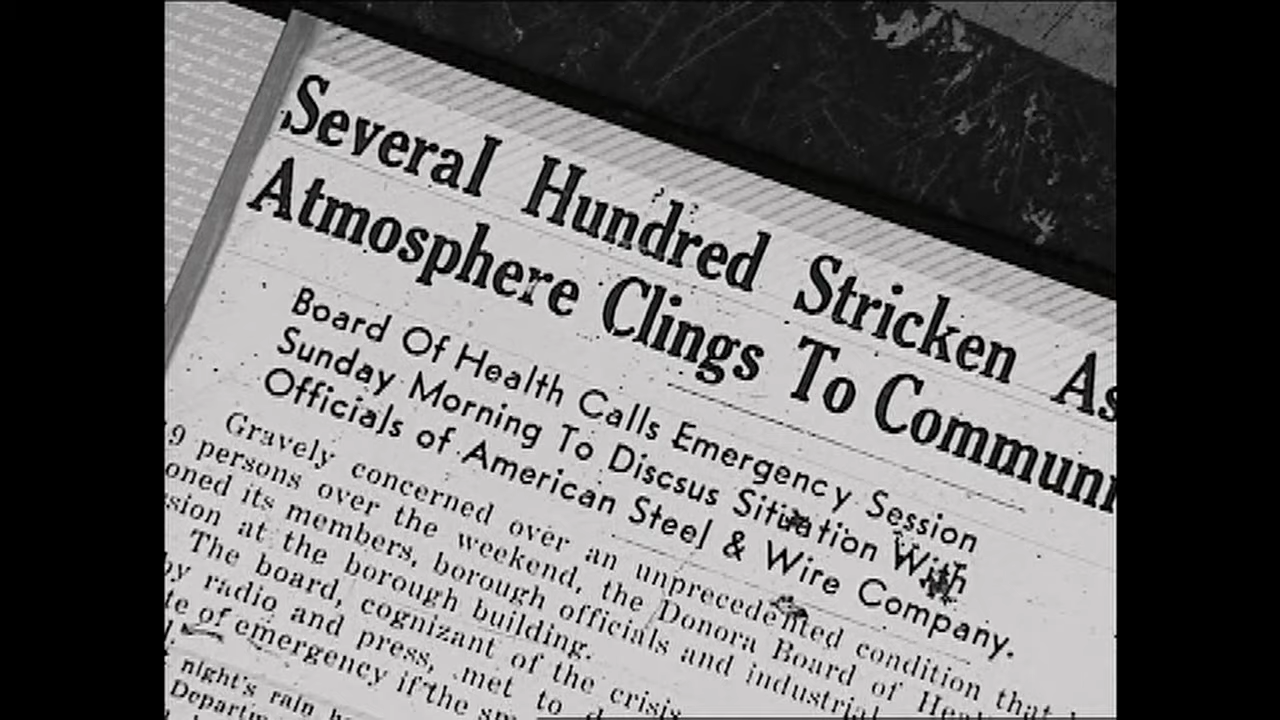 Several Hundred Stricken As
Atmosphere Clings To Communi
Board Of Health Calls Emergency Session
Sunday Morning To Discsus Situation With
Officials of American Steel & Wire Company.
Gravely concerned over an unprecedented condition that
19 persons over the weekend, the Donora Board of Heal
oned its members, borough officials and industrial
sion at the borough building.
The board, cognizant of the crisis
by radio and press, met to d
te of emergency if the sm
night's rain
Departm